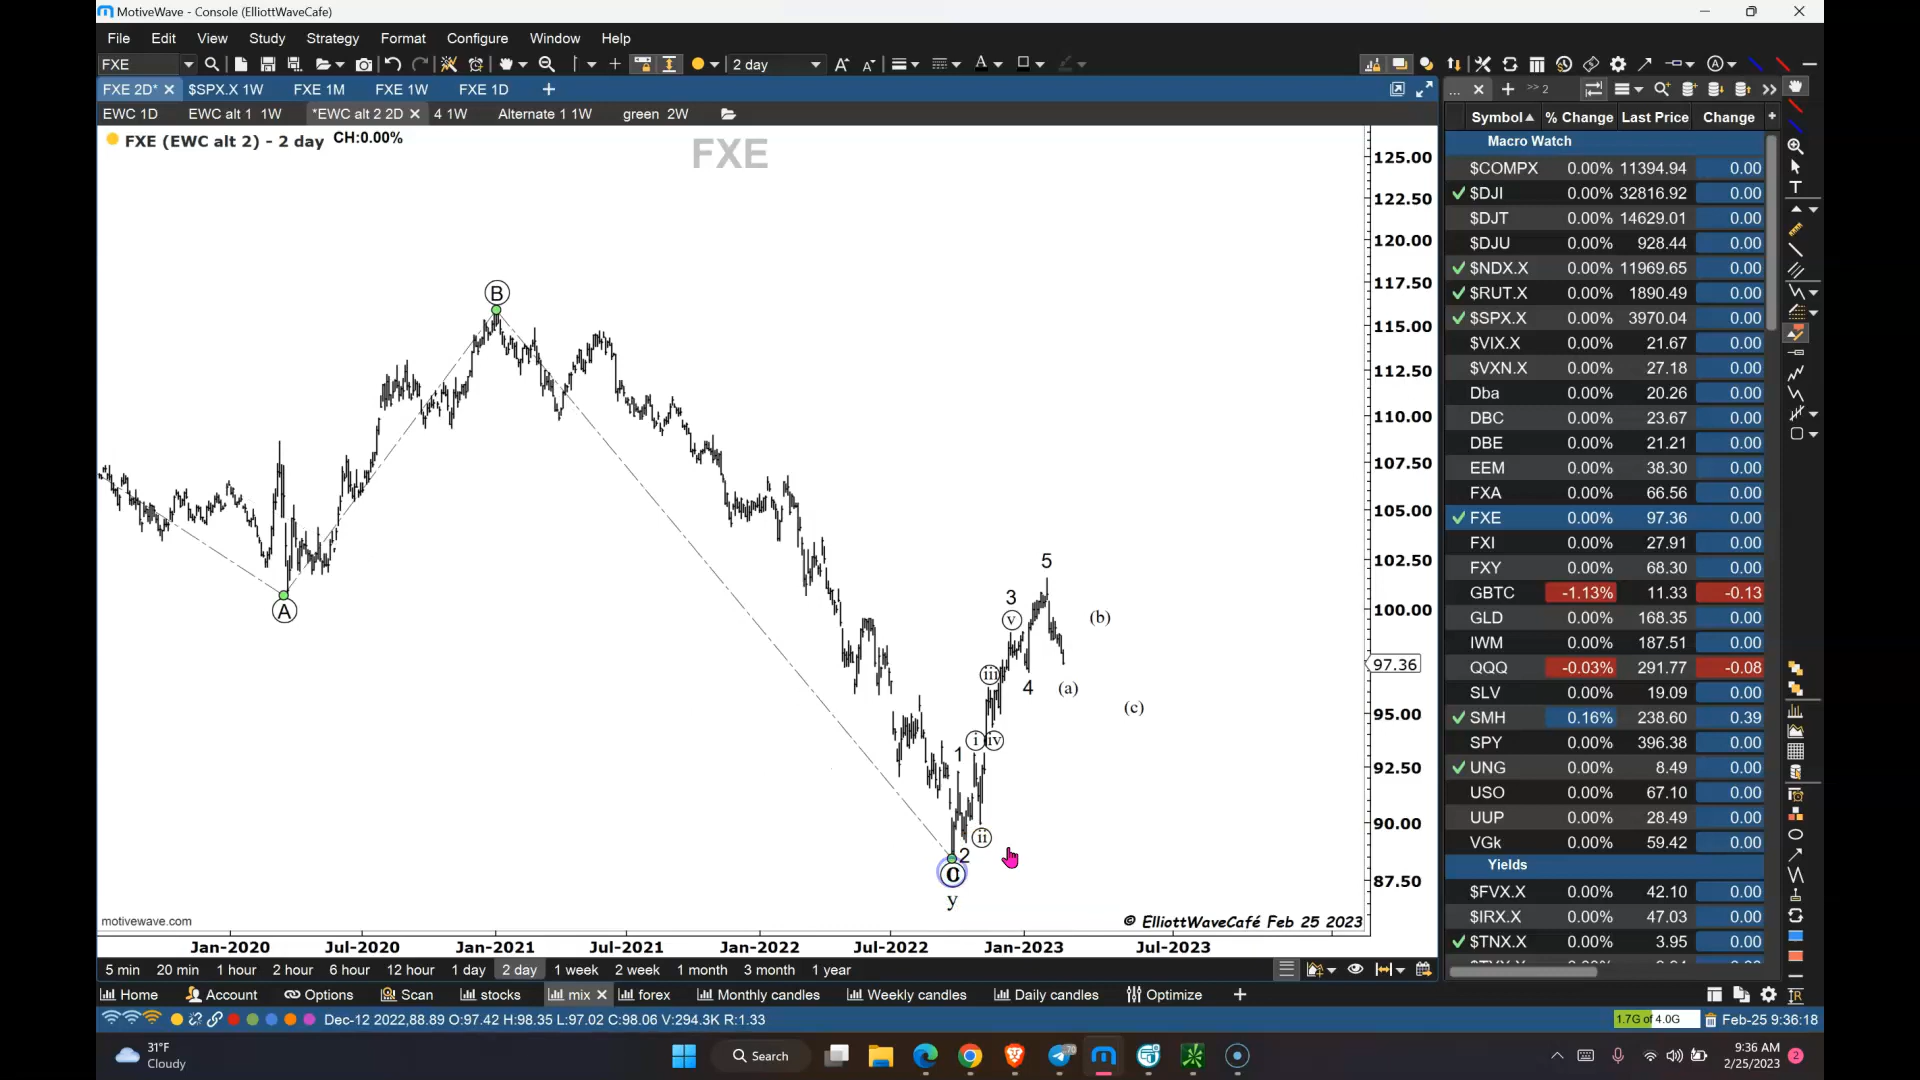 MotiveWave - Console (ElliottWaveCafe)
File Edit View Study Strategy Format Configure Window Help
FXE 2 day
FXE 2D* $SPX.X 1W FXE 1M FXE 1W FXE 1D
EWC 1D EWC alt 1 1W *EWC alt 2 2D 4 1W Alternate 1 1W green 2W
... >> 2
FXE (EWC alt 2) - 2 day CH:0.00%
FXE
125.00
122.50
120.00
117.50
115.00
112.50
110.00
107.50
105.00
102.50
100.00
97.36
95.00
92.50
90.00
87.50
B
A
5
3
v
(b)
iii
4
(a)
(c)
1
i
iv
ii
2
y
motivewave.com
© ElliottWaveCafé Feb 25 2023
Jan-2020 Jul-2020 Jan-2021 Jul-2021 Jan-2022 Jul-2022 Jan-2023 Jul-2023
Symbol % Change Last Price Change
Macro Watch
$COMPX 0.00% 11394.94 0.00
$DJI 0.00% 32816.92 0.00
$DJT 0.00% 14629.01 0.00
$DJU 0.00% 928.44 0.00
$NDX.X 0.00% 11969.65 0.00
$RUT.X 0.00% 1890.49 0.00
$SPX.X 0.00% 3970.04 0.00
$VIX.X 0.00% 21.67 0.00
$VXN.X 0.00% 27.18 0.00
Dba 0.00% 20.26 0.00
DBC 0.00% 23.67 0.00
DBE 0.00% 21.21 0.00
EEM 0.00% 38.30 0.00
FXA 0.00% 66.56 0.00
FXE 0.00% 97.36 0.00
FXI 0.00% 27.91 0.00
FXY 0.00% 68.30 0.00
GBTC -1.13% 11.33 -0.13
GLD 0.00% 168.35 0.00
IWM 0.00% 187.51 0.00
QQQ -0.03% 291.77 -0.08
SLV 0.00% 19.09 0.00
SMH 0.16% 238.60 0.39
SPY 0.00% 396.38 0.00
UNG 0.00% 8.49 0.00
USO 0.00% 67.10 0.00
UUP 0.00% 28.49 0.00
VGk 0.00% 59.42 0.00
Yields
$FVX.X 0.00% 42.10 0.00
$IRX.X 0.00% 47.03 0.00
$TNX.X 0.00% 3.95 0.00
5 min 20 min 1 hour 2 hour 6 hour 12 hour 1 day 2 day 1 week 2 week 1 month 3 month 1 year
Home Account Options Scan stocks mix forex Monthly candles Weekly candles Daily candles Optimize
Dec-12 2022,88.89 O:97.42 H:98.35 L:97.02 C:98.06 V:294.3K R:1.33
1.7G of 4.0G Feb-25 9:36:18
31°F
Cloudy
Search
70
9:36 AM
2/25/2023
2